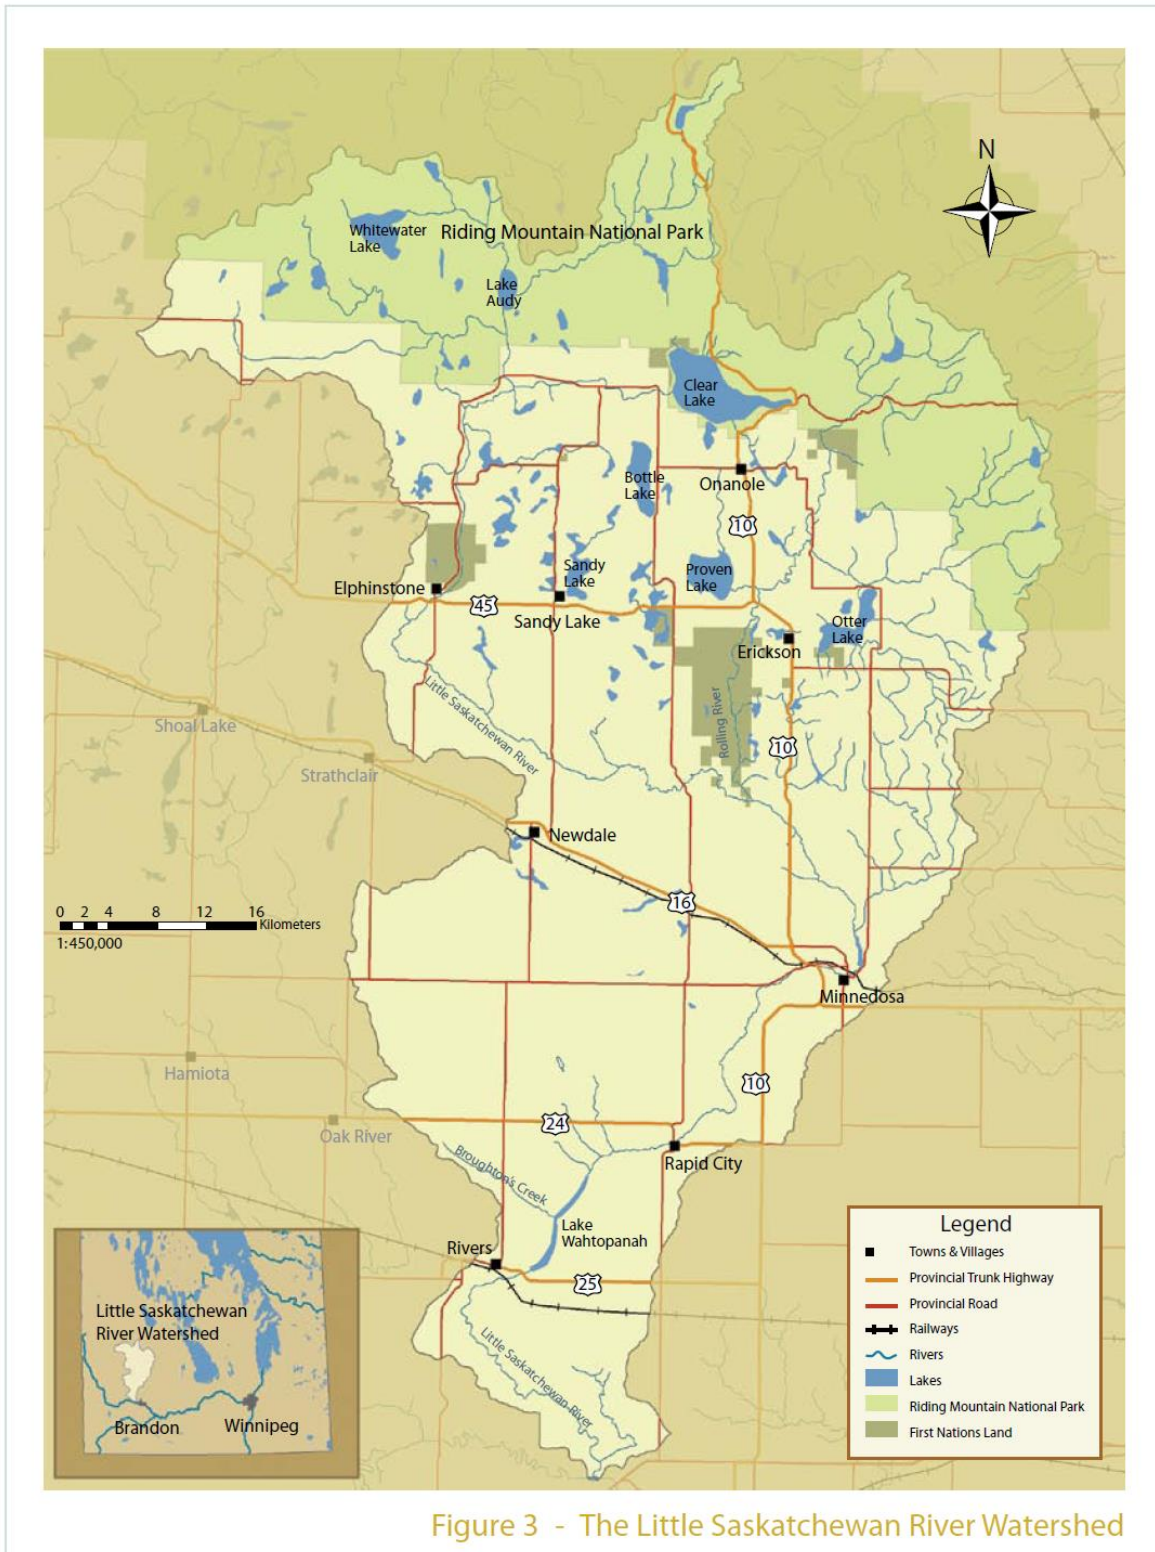 N
Whitewater
Lake
Riding Mountain National Park
Lake
Audy
Clear
Lake
Bottle
Lake
Onanole
10
Sandy
Lake
Proven
Lake
Elphinstone
45
Sandy Lake
Otter
Lake
Erickson
Little Saskatchewan River
Rolling River
Shoal Lake
10
Strathclair
Newdale
16
0 2 4 8 12 16
Kilometers
1:450,000
Minnedosa
Hamiota
10
24
Oak River
Rapid City
Broughton's Creek
Lake
Wahtopanah
Rivers
25
Little Saskatchewan River
Little Saskatchewan
River Watershed
Brandon
Winnipeg
Legend
Towns & Villages
Provincial Trunk Highway
Provincial Road
Railways
Rivers
Lakes
Riding Mountain National Park
First Nations Land
Figure 3 - The Little Saskatchewan River Watershed